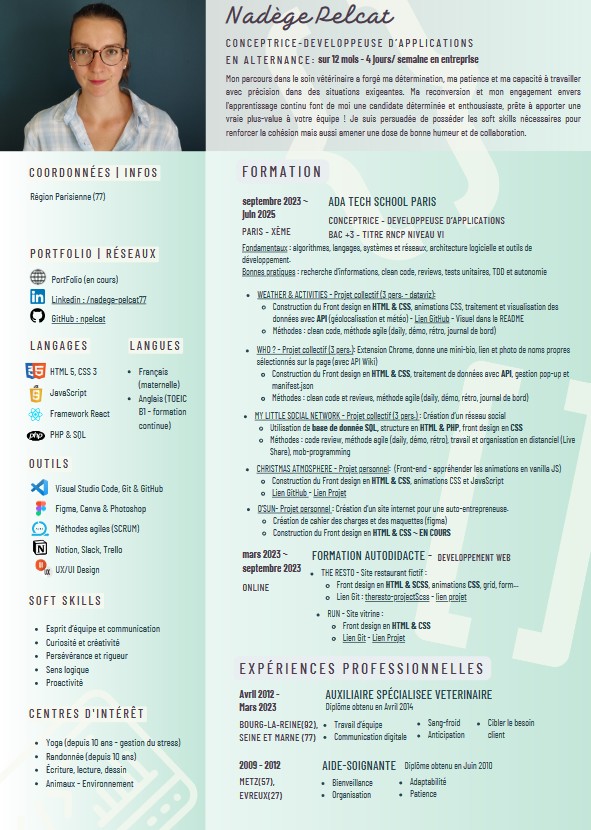 Nadège Pelcat
CONCEPTRICE-DEVELOPPEUSE D'APPLICATIONS
EN ALTERNANCE: sur 12 mois - 4 jours/ semaine en entreprise
Mon parcours dans le soin vétérinaire a forgé ma détermination, ma patience et ma capacité à travailler
avec précision dans des situations exigeantes. Ma reconversion et mon engagement envers
l'apprentissage continu font de moi une candidate déterminée et enthousiaste, prête à apporter une
vraie plus-value à votre équipe ! Je suis persuadée de posséder les soft skills nécessaires pour
renforcer la cohésion mais aussi amener une dose de bonne humeur et de collaboration.
COORDONNÉES | INFOS
Région Parisienne (77)
PORTFOLIO | RÉSEAUX
PortFolio (en cours)
Linkedin : /nadege-pelcat77
GitHub : npelcat
LANGAGES
HTML 5, CSS 3
JavaScript
Framework React
php PHP & SQL
LANGUES
• Français
(maternelle)
• Anglais (TOEIC
B1 - formation
continue)
OUTILS
Visual Studio Code, Git & GitHub
Figma, Canva & Photoshop
Méthodes agiles (SCRUM)
Notion, Slack, Trello
UX/UI Design
SOFT SKILLS
• Esprit d'équipe et communication
• Curiosité et créativité
• Persévérance et rigueur
• Sens logique
• Proactivité
CENTRES D'INTÉRÊT
• Yoga (depuis 10 ans - gestion du stress)
• Randonnée (depuis 10 ans)
• Écriture, lecture, dessin
• Animaux - Environnement
FORMATION
septembre 2023 ~
juin 2025
PARIS - XÈME
ADA TECH SCHOOL PARIS
CONCEPTRICE - DEVELOPPEUSE D'APPLICATIONS
BAC +3 - TITRE RNCP NIVEAU VI
Fondamentaux : algorithmes, langages, systèmes et réseaux, architecture logicielle et outils de
développement.
Bonnes pratiques : recherche d'informations, clean code, reviews, tests unitaires, TDD et autonomie
• WEATHER & ACTIVITIES - Projet collectif (3 pers. - dataviz):
Construction du Front design en HTML & CSS, animations CSS, traitement et visualisation des
données avec API (géolocalisation et météo) - Lien GitHub - Visuel dans le README
Méthodes : clean code, méthode agile (daily, démo, rétro, journal de bord)
• WHO ? - Projet collectif (3 pers.): Extension Chrome, donne une mini-bio, lien et photo de noms propres
sélectionnés sur la page (avec API Wiki)
Construction du Front design en HTML & CSS, traitement de données avec API, gestion pop-up et
manifest.json
Méthodes : clean code et reviews, méthode agile (daily, démo, rétro, journal de bord)
• MY LITTLE SOCIAL NETWORK - Projet collectif (3 pers.) : Création d'un réseau social
Utilisation de base de donnée SQL, structure en HTML & PHP, front design en CSS
Méthodes : code review, méthode agile (daily, démo, rétro), travail et organisation en distanciel (Live
Share), mob-programming
• CHRISTMAS ATMOSPHERE - Projet personnel: (Front-end - appréhender les animations en vanilla JS)
Construction du Front design en HTML & CSS, animations CSS et JavaScript
Lien GitHub - Lien Projet
• O'SUN- Projet personnel : Création d'un site internet pour une auto-entrepreneuse.
Création de cahier des charges et des maquettes (figma)
Construction du Front design en HTML & CSS ~ EN COURS
mars 2023 ~
septembre 2023
ONLINE
FORMATION AUTODIDACTE - DEVELOPPEMENT WEB
• THE RESTO - Site restaurant fictif :
Front design en HTML & SCSS, animations CSS, grid, form...
Lien Git : theresto-projectScss - lien projet
• RUN - Site vitrine :
Front design en HTML & CSS
Lien Git - Lien Projet
EXPÉRIENCES PROFESSIONNELLES
Avril 2012 -
Mars 2023
BOURG-LA-REINE(92),
SEINE ET MARNE (77)
AUXILIAIRE SPÉCIALISEE VETERINAIRE
Diplôme obtenu en Avril 2014
• Travail d'équipe
• Communication digitale
• Sang-froid
• Anticipation
• Cibler le besoin
client
2009 - 2012
METZ(57),
EVREUX(27)
AIDE-SOIGNANTE Diplôme obtenu en Juin 2010
• Bienveillance
• Organisation
• Adaptabilité
• Patience